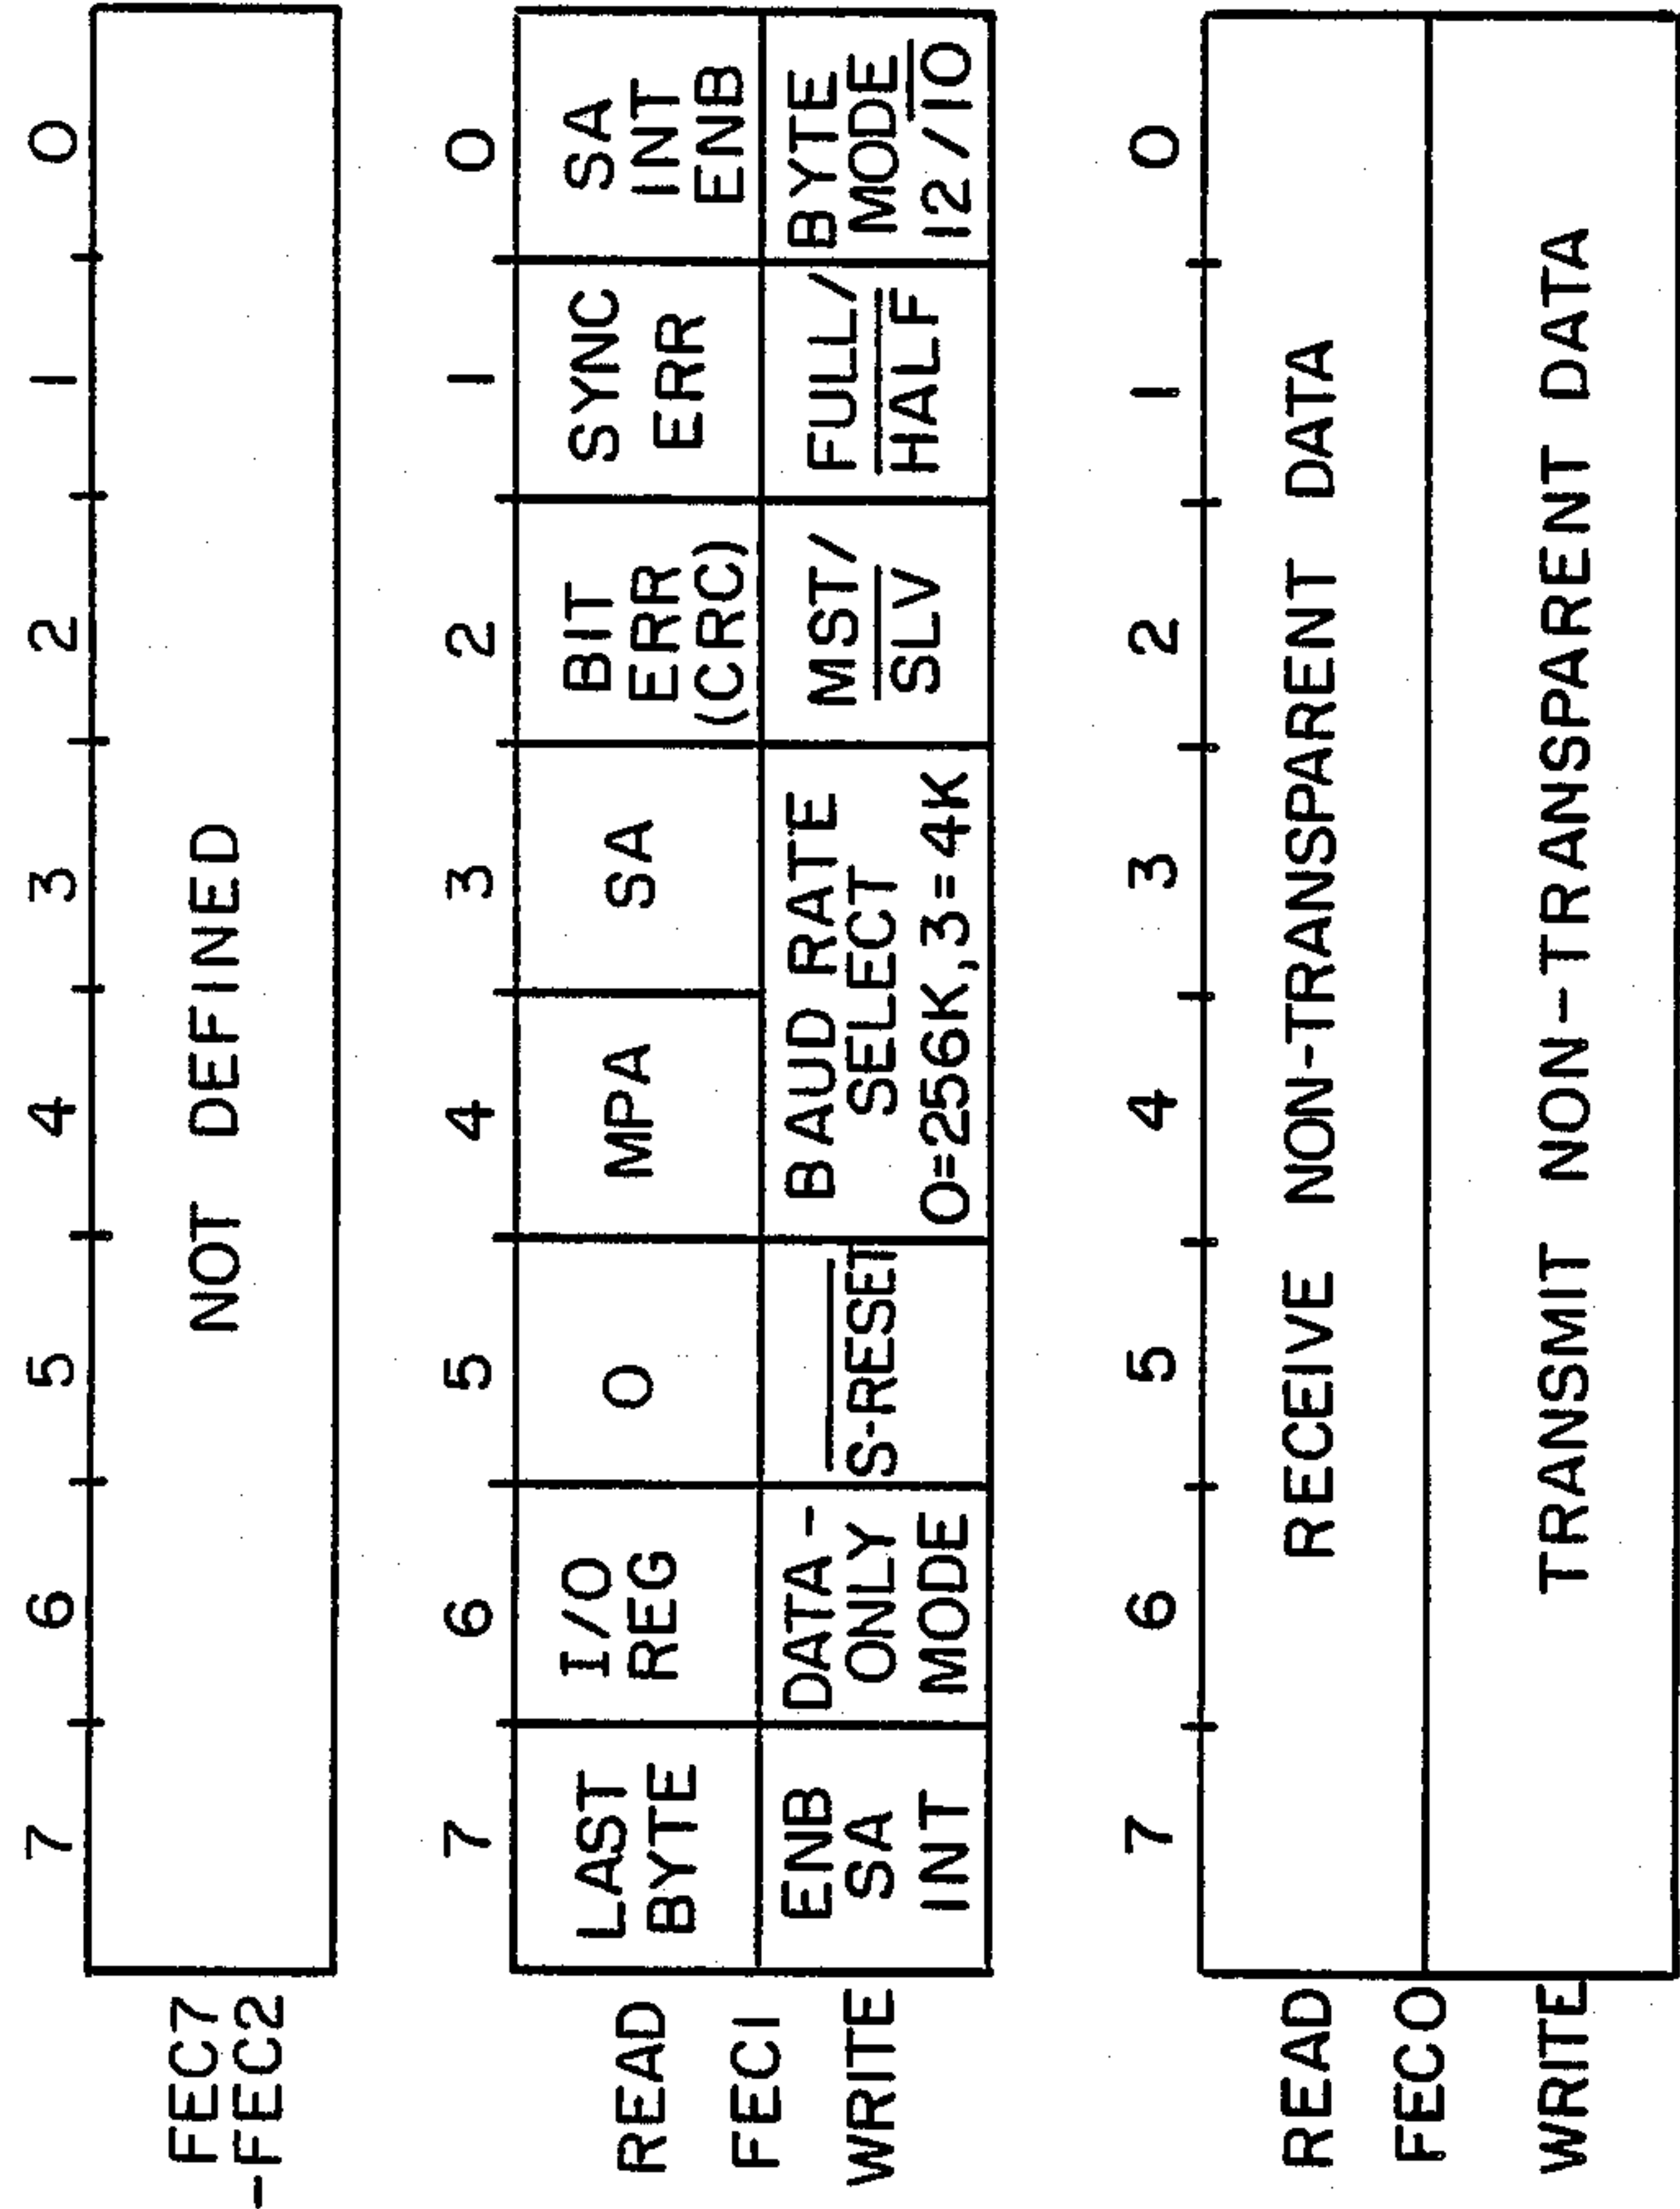 7 6 5 4 3 2 1 0
FEC7
-FEC2
NOT DEFINED
7 6 5 4 3 2 1 0
READ
LAST
BYTE
I/O
REG
0
MPA
SA
BIT
ERR
(CRC)
SYNC
ERR
SA
INT
ENB
FEC1
WRITE
ENB
SA
INT
DATA-
ONLY
MODE
S-RESET
BAUD RATE
SELECT
0=256K,3=4K
MST/
SLV
FULL/
HALF
BYTE
MODE
12/10
7 6 5 4 3 2 1 0
READ
RECEIVE NON-TRANSPARENT DATA
FEC0
WRITE
TRANSMIT NON-TRANSPARENT DATA